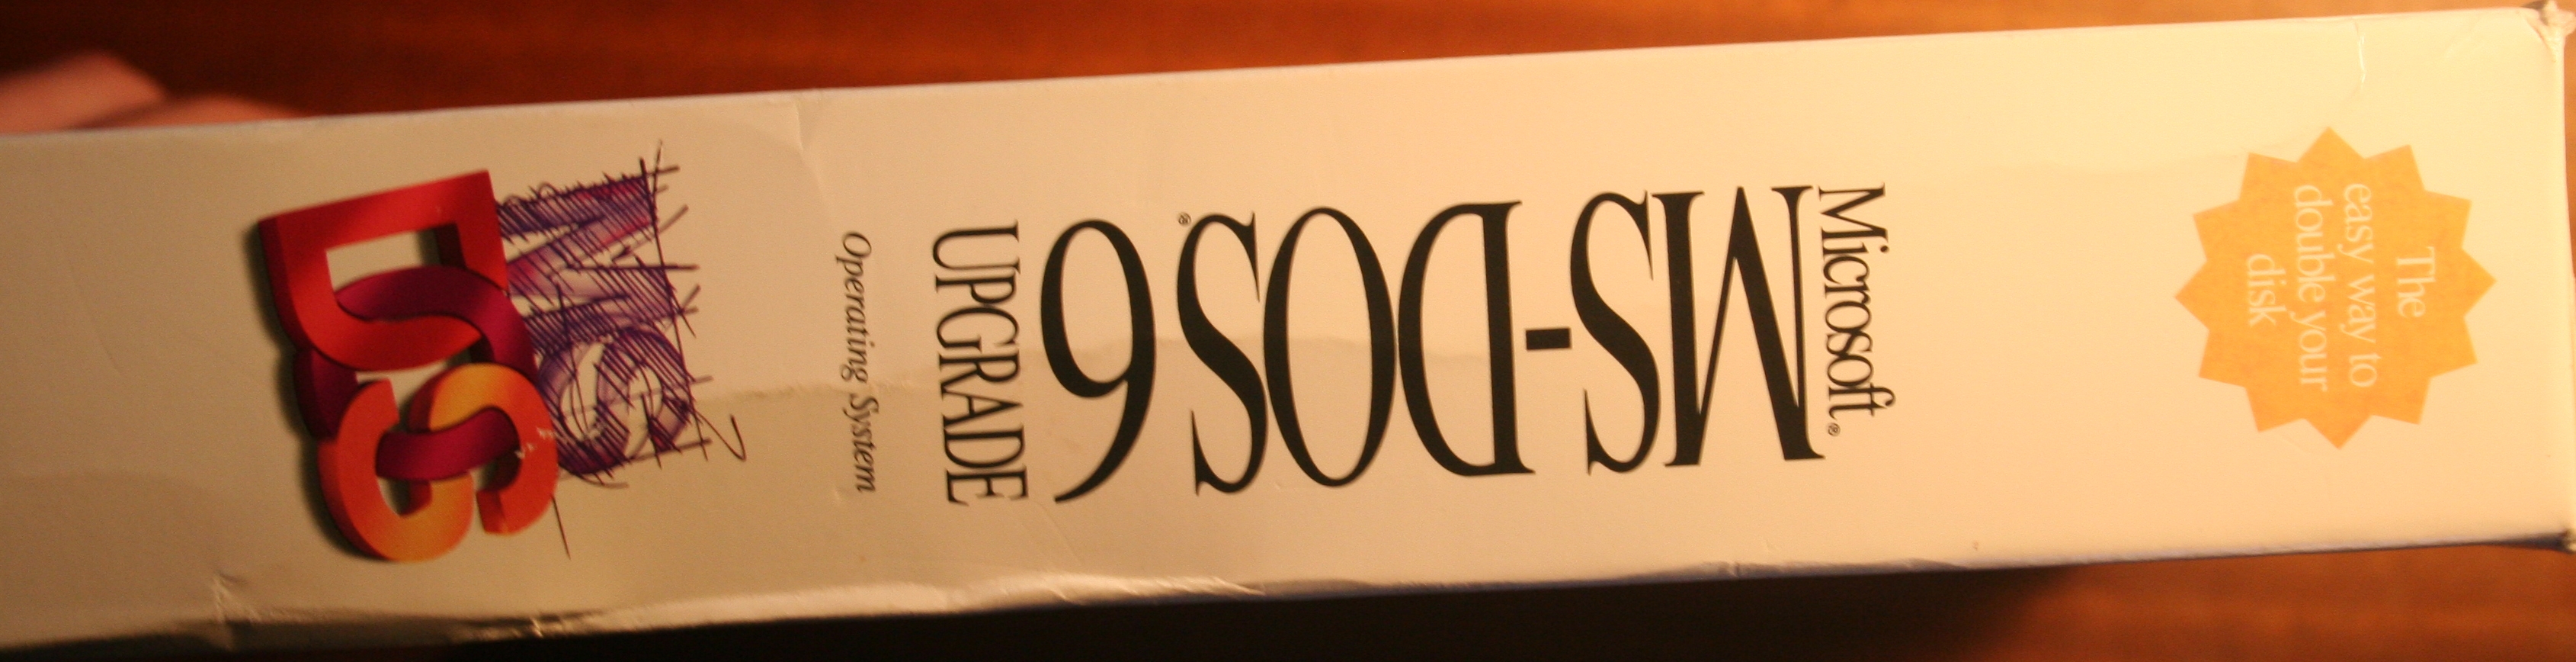 The
easy way to
double your
disk
Microsoft®
MS-DOS®6
UPGRADE
Operating System
MS
DOS